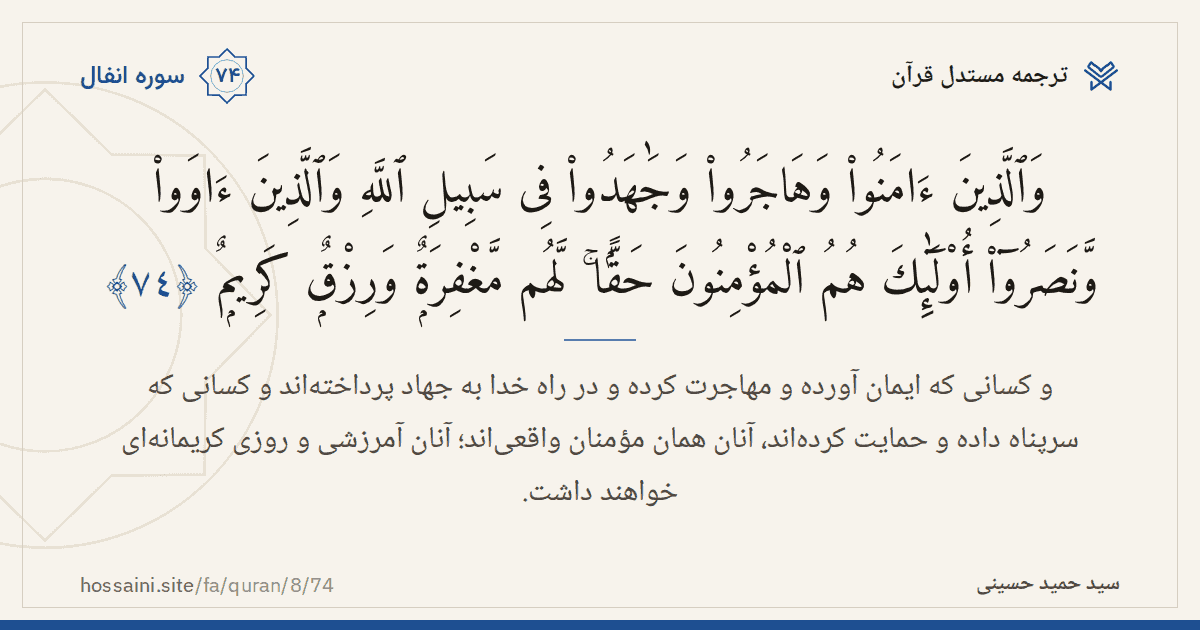 ترجمه مستدل قرآن
۷۴ سوره انفال
وَٱلَّذِينَ ءَامَنُواْ وَهَاجَرُواْ وَجَٰهَدُواْ فِى سَبِيلِ ٱللَّهِ وَٱلَّذِينَ ءَاوَواْ
وَّنَصَرُوٓاْ أُوْلَٰٓئِكَ هُمُ ٱلْمُؤْمِنُونَ حَقًّاۚ لَّهُم مَّغْفِرَةٌ وَرِزْقٌ كَرِيمٌ ﴿٧٤﴾
و کسانی که ایمان آورده و مهاجرت کرده و در راه خدا به جهاد پرداخته‌اند و کسانی که
سرپناه داده و حمایت کرده‌اند، آنان همان مؤمنان واقعی‌اند؛ آنان آمرزشی و روزی کریمانه‌ای
خواهند داشت.
سید حمید حسینی
hossaini.site/fa/quran/8/74